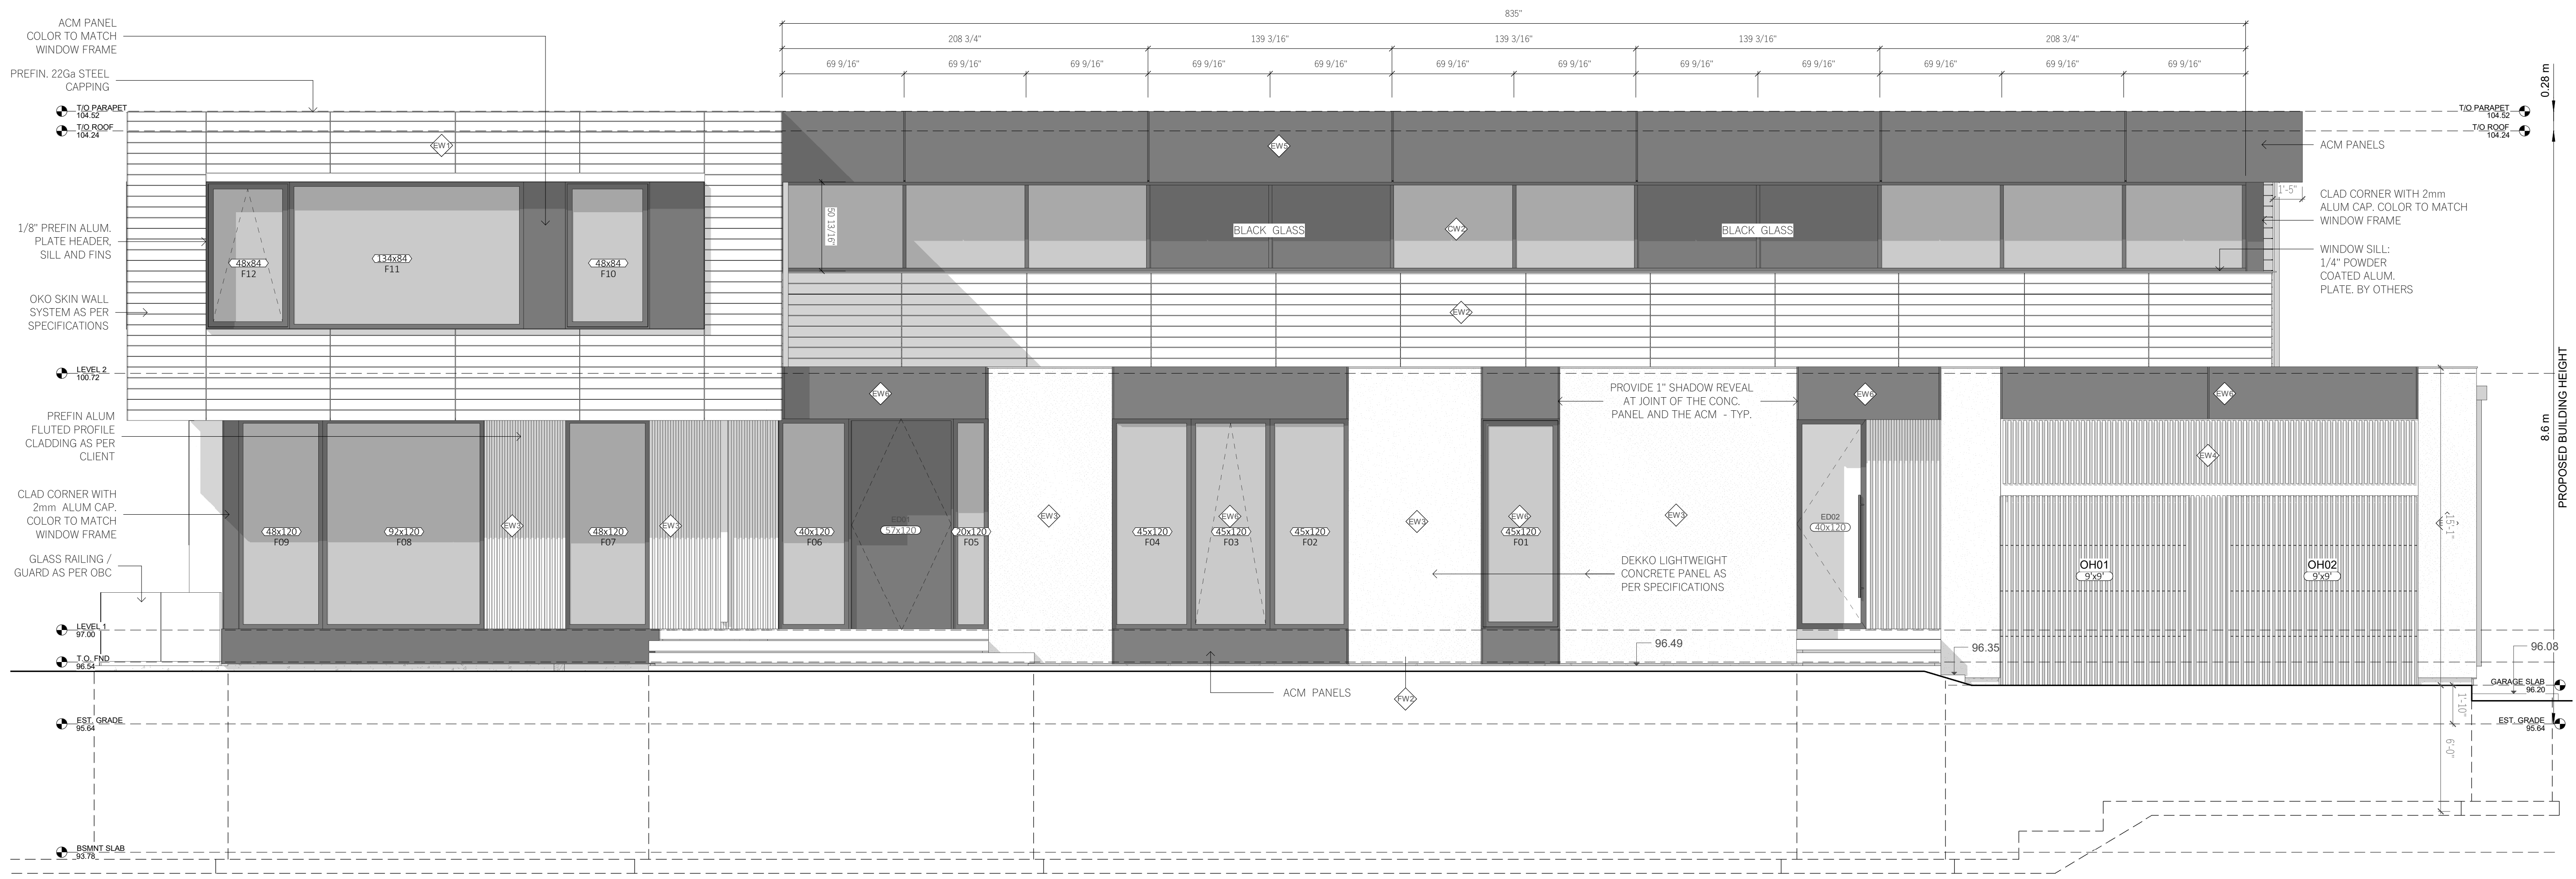 835"
208 3/4"
139 3/16"
139 3/16"
139 3/16"
208 3/4"
69 9/16"
69 9/16"
69 9/16"
69 9/16"
69 9/16"
69 9/16"
69 9/16"
69 9/16"
69 9/16"
69 9/16"
69 9/16"
69 9/16"
ACM PANEL
COLOR TO MATCH
WINDOW FRAME
PREFIN. 22Ga STEEL
CAPPING
T/O PARAPET
104.52
T/O ROOF
104.24
1/8" PREFIN ALUM.
PLATE HEADER,
SILL AND FINS
OKO SKIN WALL
SYSTEM AS PER
SPECIFICATIONS
LEVEL 2
100.72
PREFIN ALUM
FLUTED PROFILE
CLADDING AS PER
CLIENT
CLAD CORNER WITH
2mm ALUM CAP.
COLOR TO MATCH
WINDOW FRAME
GLASS RAILING /
GUARD AS PER OBC
LEVEL 1
97.00
T.O. FND
96.54
EST. GRADE
95.64
BSMNT SLAB
93.78
EW1
48x84
F12
134x84
F11
48x84
F10
EW5
50 13/16"
BLACK GLASS
CW2
BLACK GLASS
EW2
EW6
PROVIDE 1" SHADOW REVEAL
AT JOINT OF THE CONC.
PANEL AND THE ACM - TYP.
EW6
EW6
EW4
48x120
F09
92x120
F08
EW3
48x120
F07
EW3
40x120
F06
ED01
57x120
20x120
F05
EW3
45x120
F04
EW6
45x120
F03
45x120
F02
EW3
EW6
45x120
F01
EW3
ED02
40x120
DEKKO LIGHTWEIGHT
CONCRETE PANEL AS
PER SPECIFICATIONS
OH01
9'x9'
OH02
9'x9'
15'-1"
96.49
96.35
96.08
ACM PANELS
FW2
T/O PARAPET
104.52
T/O ROOF
104.24
ACM PANELS
1'-5"
CLAD CORNER WITH 2mm
ALUM CAP. COLOR TO MATCH
WINDOW FRAME
WINDOW SILL:
1/4" POWDER
COATED ALUM.
PLATE. BY OTHERS
0.28 m
8.6 m
PROPOSED BUILDING HEIGHT
GARAGE SLAB
96.20
1'-10"
EST. GRADE
95.64
6'-0"